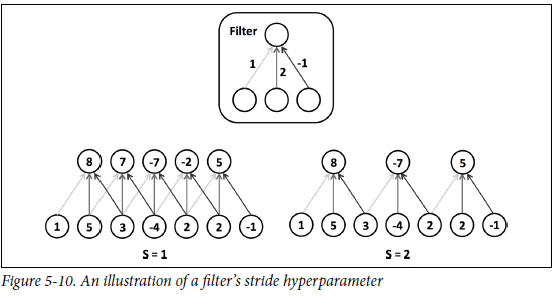 Filter
1
2
-1
8 7 -7 -2 5
8 -7 5
1 5 3 -4 2 2 -1
1 5 3 -4 2 2 -1
S = 1
S = 2
Figure 5-10. An illustration of a filter's stride hyperparameter